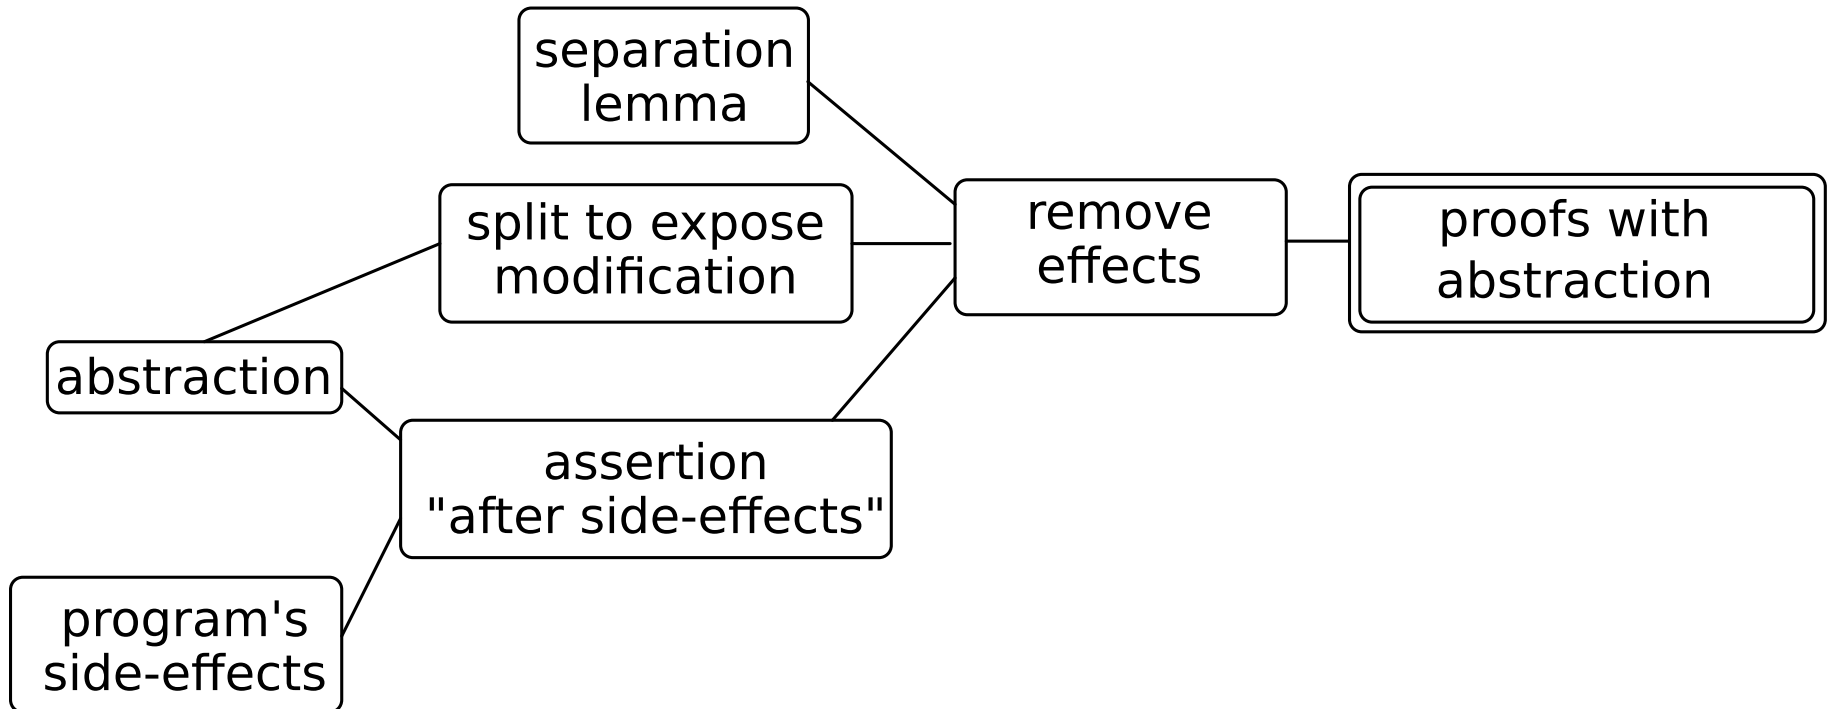 separation
lemma
split to expose
modification
remove
effects
proofs with
abstraction
abstraction
assertion
"after side-effects"
program's
side-effects